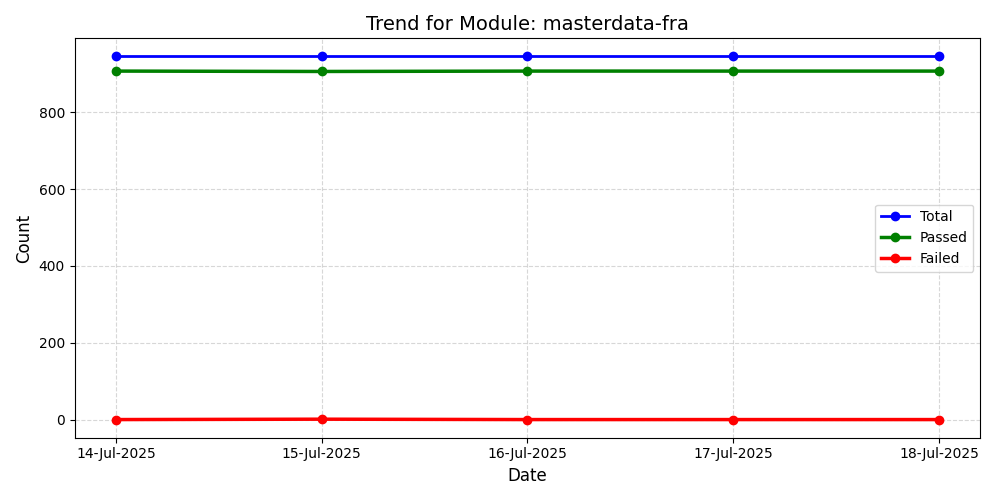 Trend for Module: masterdata-fra
Count
800
600
400
200
0
Total
Passed
Failed
14-Jul-2025
15-Jul-2025
16-Jul-2025
17-Jul-2025
18-Jul-2025
Date